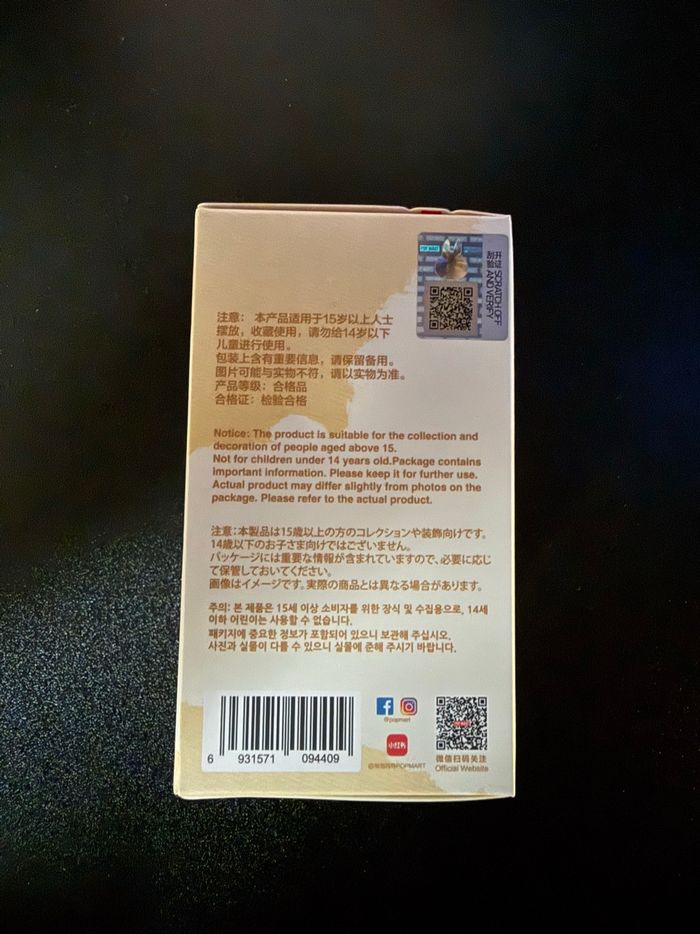 POP MART
刮开验证 SCRATCH OFF AND VERIFY
注意： 本产品适用于15岁以上人士
摆放，收藏使用，请勿给14岁以下
儿童进行使用。
包装上含有重要信息，请保留备用。
图片可能与实物不符，请以实物为准。
产品等级：合格品
合格证：检验合格
Notice: The product is suitable for the collection and
decoration of people aged above 15.
Not for children under 14 years old.Package contains
important information. Please keep it for further use.
Actual product may differ slightly from photos on the
package. Please refer to the actual product.
注意：本製品は15歳以上の方のコレクションや装飾向けです。
14歳以下のお子さま向けではございません。
パッケージには重要な情報が含まれていますので、必要に応じ
て保管しておいてください。
画像はイメージです。実際の商品とは異なる場合があります。
주의: 본 제품은 15세 이상 소비자를 위한 장식 및 수집용으로, 14세
이하 어린이는 사용할 수 없습니다.
패키지에 중요한 정보가 포함되어 있으니 보관해 주십시오.
사진과 실물이 다를 수 있으니 실물에 준해 주시기 바랍니다.
6 931571 094409
@popmart
小红书
@泡泡玛特POPMART
微信扫码关注
Official Website